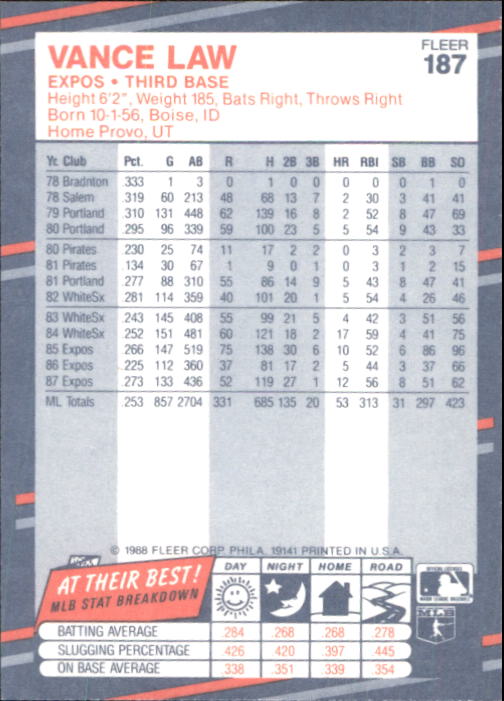 FLEER
187
VANCE LAW
EXPOS • THIRD BASE
Height 6'2", Weight 185, Bats Right, Throws Right
Born 10-1-56, Boise, ID
Home Provo, UT
Yr. Club Pct. G AB R H 2B 3B HR RBI SB BB SO
78 Bradnton .333 1 3 0 1 0 0 0 0 0 1 0
78 Salem .319 60 213 48 68 13 7 2 30 3 41 41
79 Portland .310 131 448 62 139 16 8 2 52 8 47 69
80 Portland .295 96 339 59 100 23 5 5 54 9 43 33
80 Pirates .230 25 74 11 17 2 2 0 3 2 3 7
81 Pirates .134 30 67 1 9 0 1 0 3 1 2 15
81 Portland .277 88 310 55 86 14 9 5 43 8 47 41
82 WhiteSx .281 114 359 40 101 20 1 5 54 4 26 46
83 WhiteSx .243 145 408 55 99 21 5 4 42 3 51 56
84 WhiteSx .252 151 481 60 121 18 2 17 59 4 41 75
85 Expos .266 147 519 75 138 30 6 10 52 6 86 96
86 Expos .225 112 360 37 81 17 2 5 44 3 37 66
87 Expos .273 133 436 52 119 27 1 12 56 8 51 62
ML Totals .253 857 2704 331 685 135 20 53 313 31 297 423
© 1988 FLEER CORP. PHILA. 19141 PRINTED IN U.S.A.
AT THEIR BEST!
MLB STAT BREAKDOWN
DAY NIGHT HOME ROAD
BATTING AVERAGE .284 .268 .268 .278
SLUGGING PERCENTAGE .426 .420 .397 .445
ON BASE AVERAGE .338 .351 .339 .354
MLB